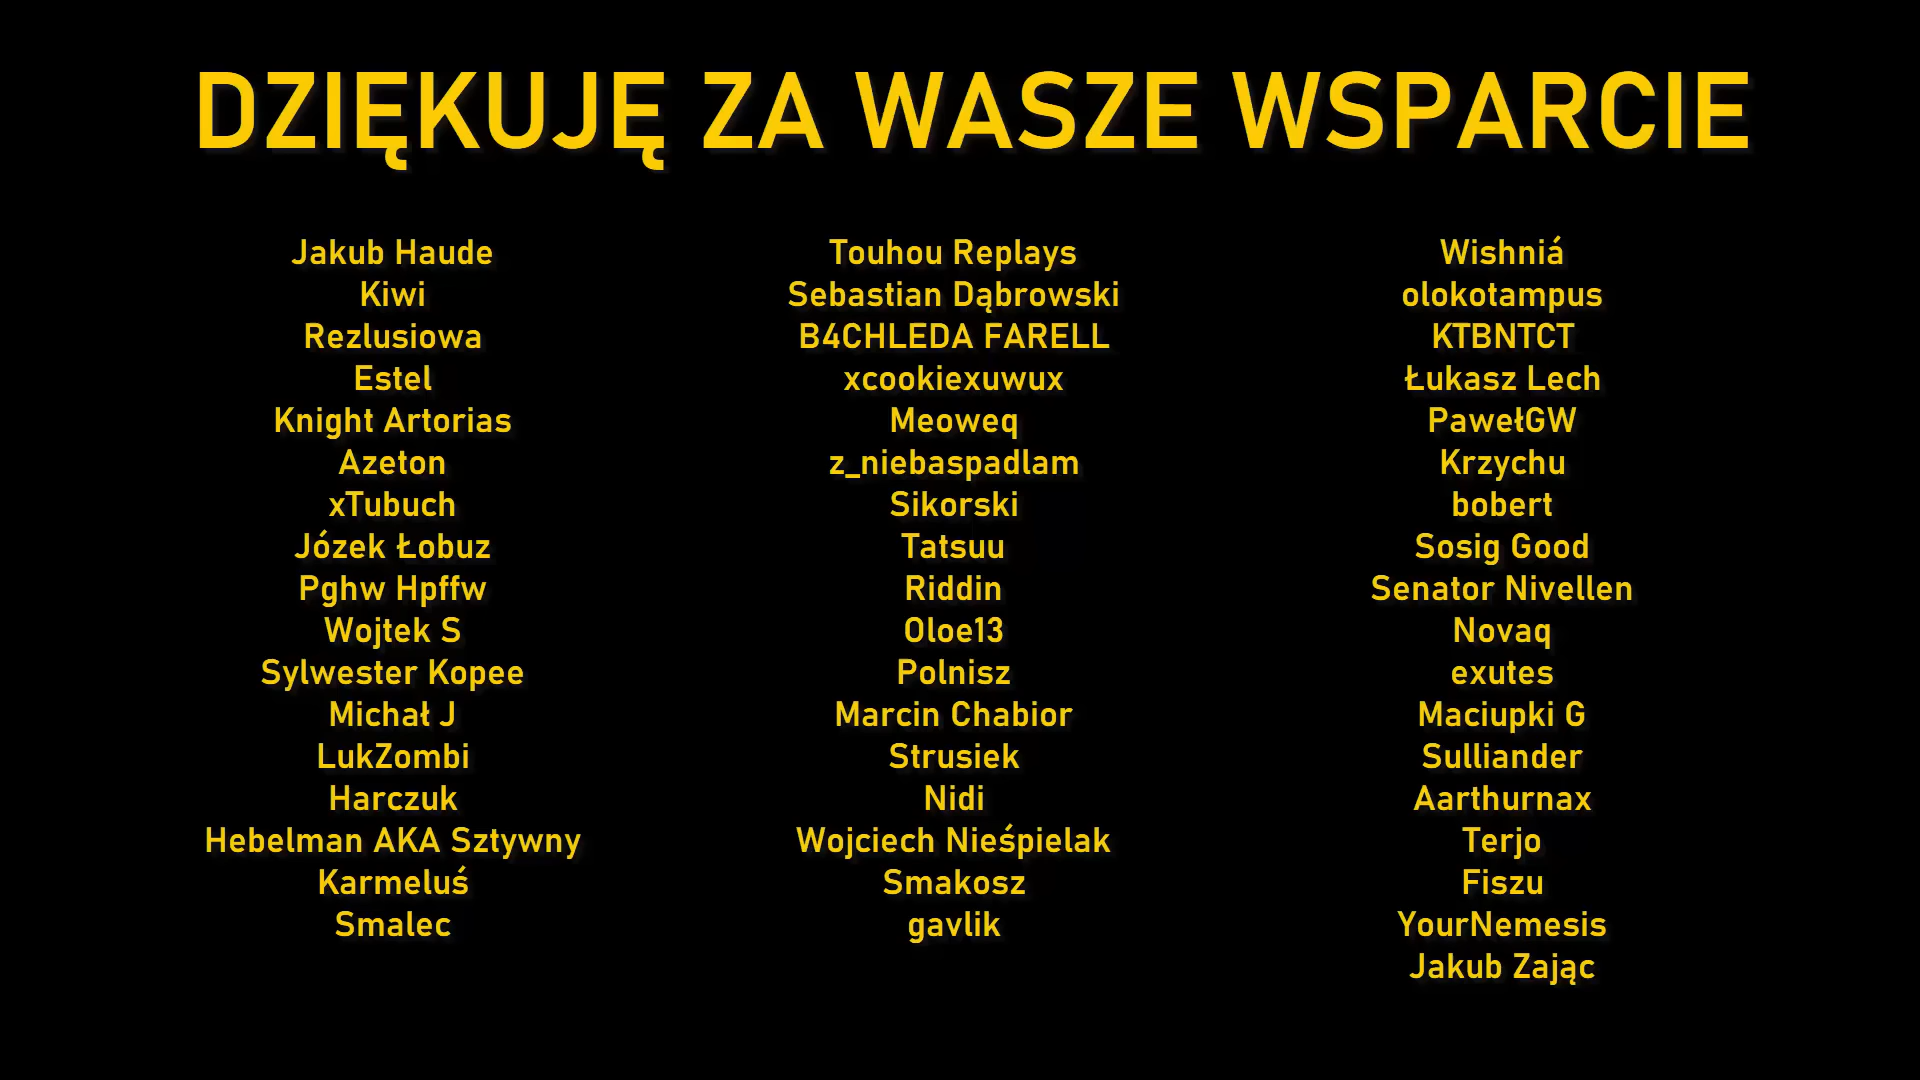 DZIĘKUJĘ ZA WASZE WSPARCIE
Jakub Haude
Kiwi
Rezlusiowa
Estel
Knight Artorias
Azeton
xTubuch
Józek Łobuz
Pghw Hpffw
Wojtek S
Sylwester Kopee
Michał J
LukZombi
Harczuk
Hebelman AKA Sztywny
Karmeluś
Smalec
Touhou Replays
Sebastian Dąbrowski
B4CHLEDA FARELL
xcookiexuwux
Meoweq
z_niebaspadlam
Sikorski
Tatsuu
Riddin
Oloe13
Polnisz
Marcin Chabior
Strusiek
Nidi
Wojciech Nieśpielak
Smakosz
gavlik
Wishniá
olokotampus
KTBNTCT
Łukasz Lech
PawełGW
Krzychu
bobert
Sosig Good
Senator Nivellen
Novaq
exutes
Maciupki G
Sulliander
Aarthurnax
Terjo
Fiszu
YourNemesis
Jakub Zając